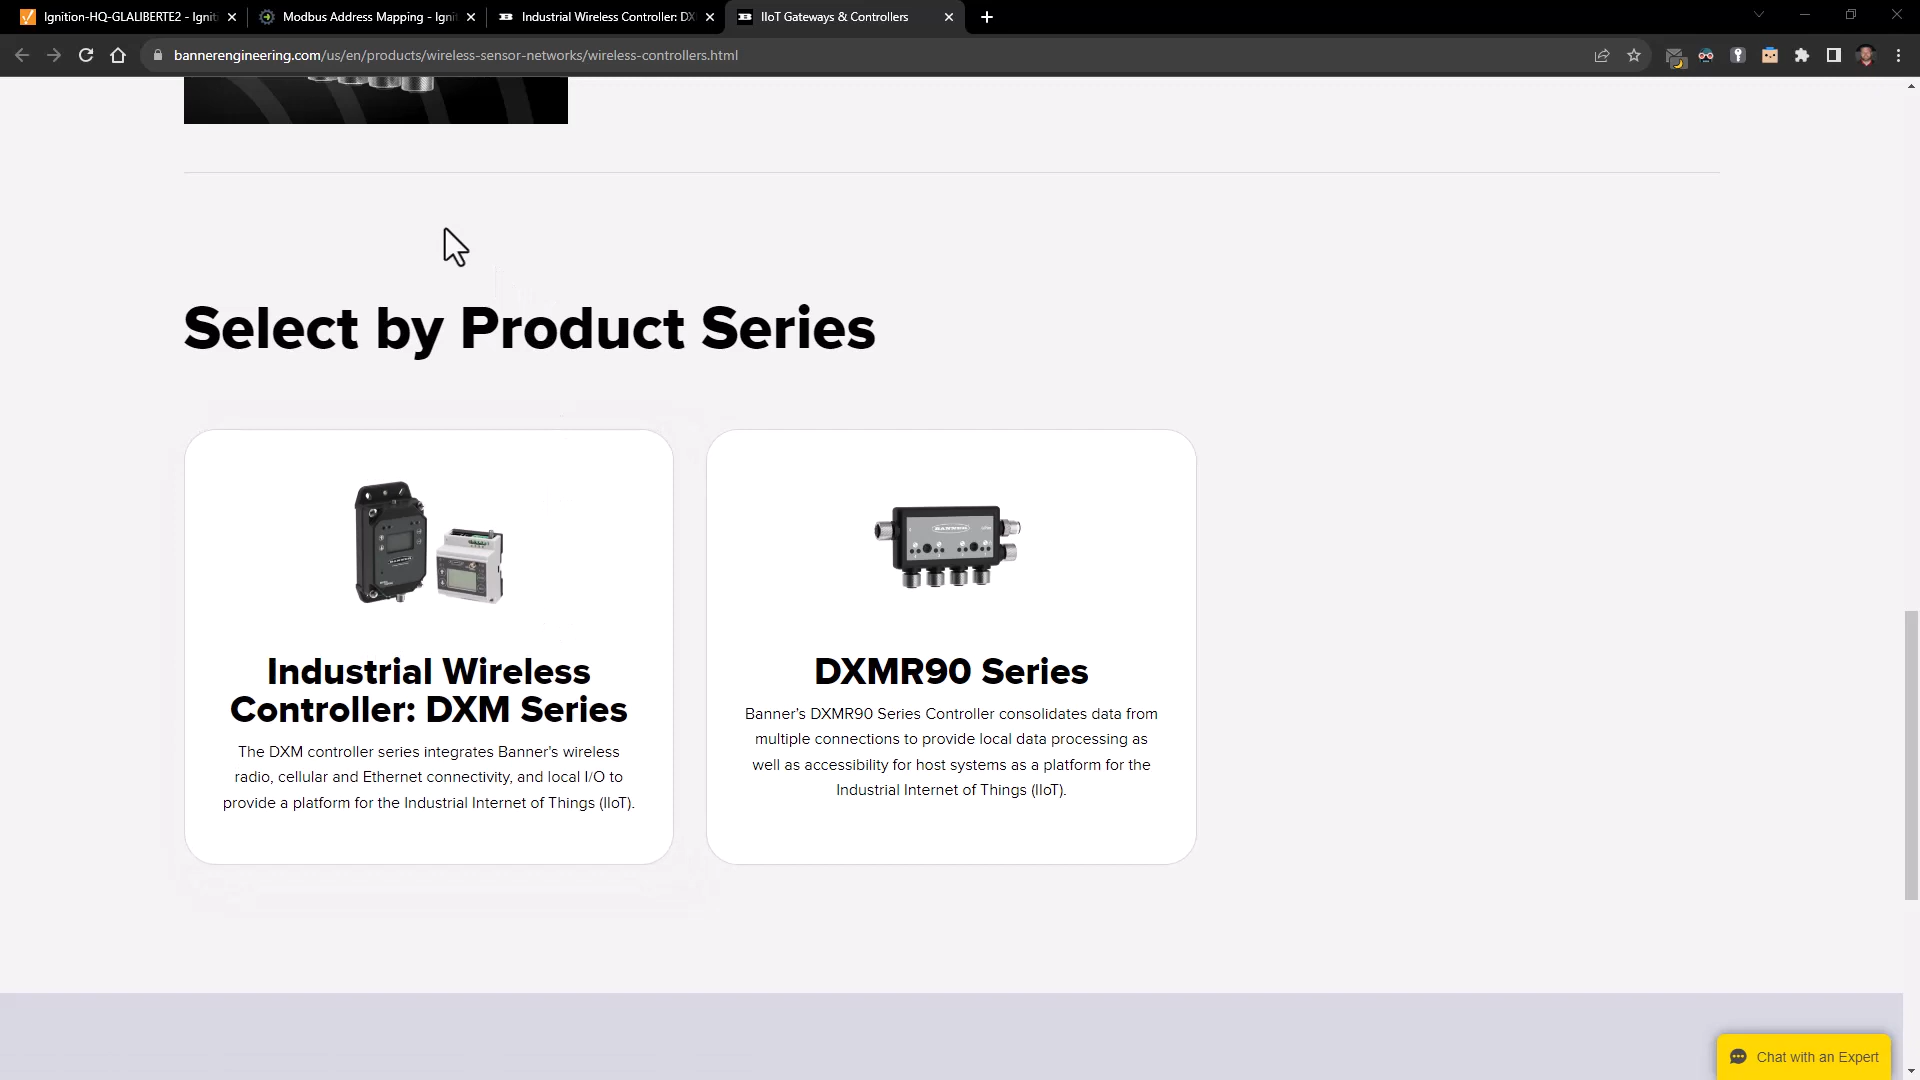 Ignition-HQ-GLALIBERTE2 - Ignit
Modbus Address Mapping - Ignit
Industrial Wireless Controller: DX
IIoT Gateways & Controllers
bannerengineering.com/us/en/products/wireless-sensor-networks/wireless-controllers.html
Select by Product Series
BANNER
Industrial Wireless
Controller: DXM Series
The DXM controller series integrates Banner's wireless
radio, cellular and Ethernet connectivity, and local I/O to
provide a platform for the Industrial Internet of Things (IIoT).
DXMR90 Series
Banner's DXMR90 Series Controller consolidates data from
multiple connections to provide local data processing as
well as accessibility for host systems as a platform for the
Industrial Internet of Things (IIoT).
Chat with an Expert